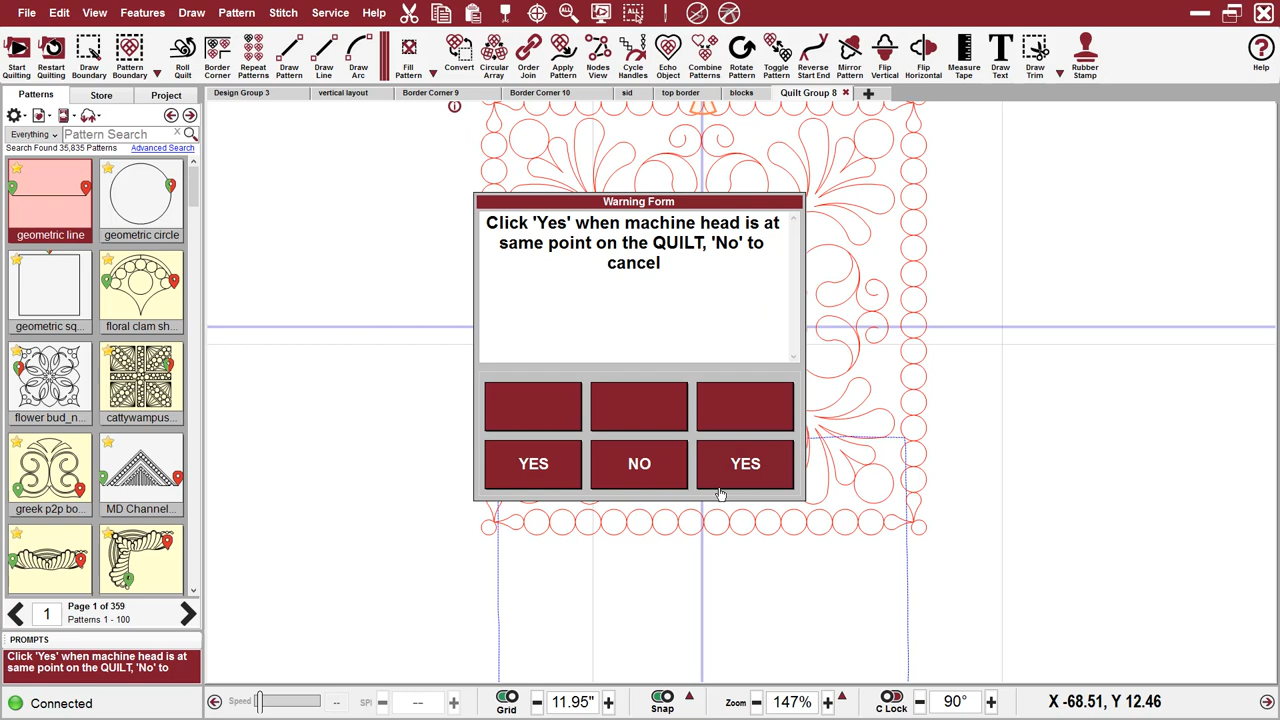 File Edit View Features Draw Pattern Stitch Service Help
ALL
Start Quilting Restart Quilting Draw Boundary Pattern Boundary Roll Quilt Border Corner Repeat Patterns Draw Pattern Draw Line Draw Arc Fill Pattern Convert Circular Array Order Join Apply Pattern Nodes View Cycle Handles Echo Object Combine Patterns Rotate Pattern Toggle Pattern Reverse Start End Mirror Pattern Flip Vertical Flip Horizontal Measure Tape Draw Text Draw Trim Rubber Stamp Help
Patterns Store Project
Design Group 3 vertical layout Border Corner 9 Border Corner 10 sid top border blocks Quilt Group 8
Everything Pattern Search X
Search Found 35,835 Patterns Advanced Search
geometric line geometric circle
geometric sq... floral clam sh...
flower bud_n... cattywampus...
greek p2p bo... MD Channel...
1 Page 1 of 359
Patterns 1 - 100
PROMPTS
Click 'Yes' when machine head is at
same point on the QUILT, 'No' to
Warning Form
Click 'Yes' when machine head is at
same point on the QUILT, 'No' to
cancel
YES NO YES
Connected Speed -- SPI -- Grid 11.95" Snap Zoom 147% C Lock 90° X -68.51, Y 12.46